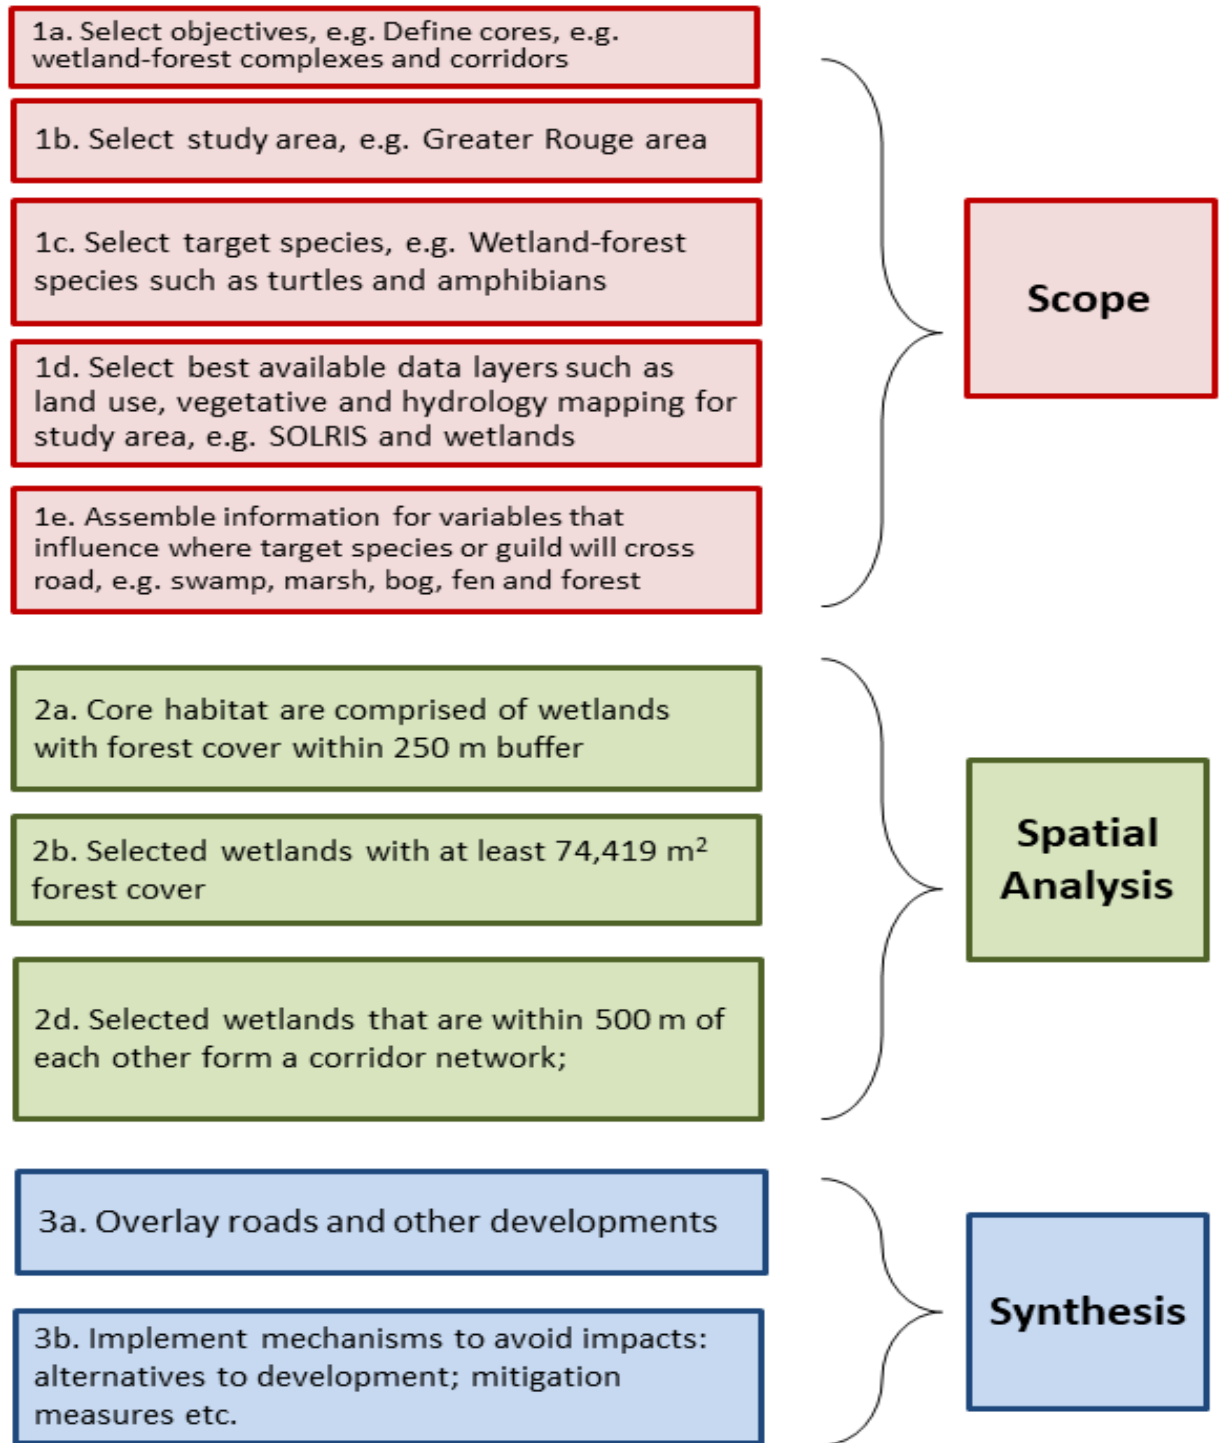 1a. Select objectives, e.g. Define cores, e.g.
wetland-forest complexes and corridors
1b. Select study area, e.g. Greater Rouge area
1c. Select target species, e.g. Wetland-forest
species such as turtles and amphibians
1d. Select best available data layers such as
land use, vegetative and hydrology mapping for
study area, e.g. SOLRIS and wetlands
1e. Assemble information for variables that
influence where target species or guild will cross
road, e.g. swamp, marsh, bog, fen and forest
Scope
2a. Core habitat are comprised of wetlands
with forest cover within 250 m buffer
2b. Selected wetlands with at least 74,419 m²
forest cover
2d. Selected wetlands that are within 500 m of
each other form a corridor network;
Spatial
Analysis
3a. Overlay roads and other developments
3b. Implement mechanisms to avoid impacts:
alternatives to development; mitigation
measures etc.
Synthesis